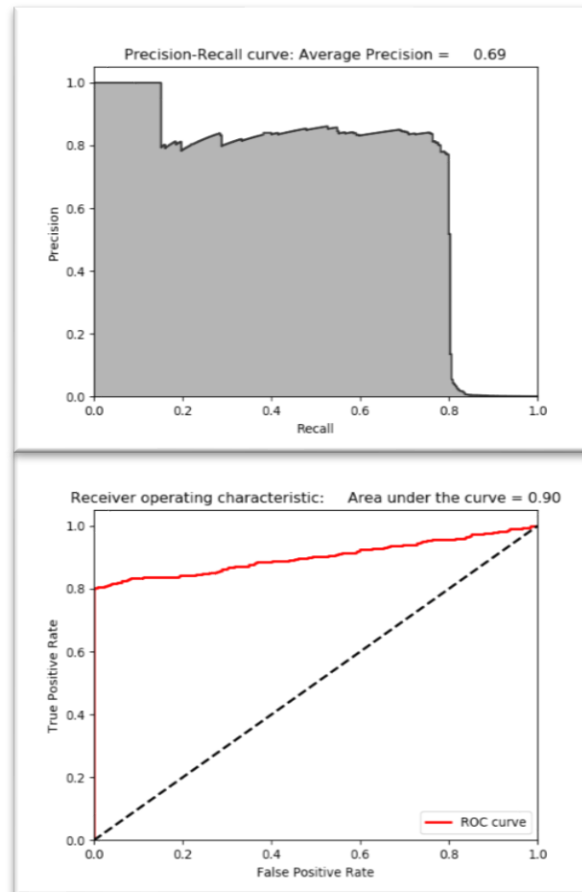 Precision-Recall curve: Average Precision = 0.69
1.0
0.8
0.6
0.4
0.2
0.0
Precision
0.0 0.2 0.4 0.6 0.8 1.0
Recall
Receiver operating characteristic: Area under the curve = 0.90
1.0
0.8
0.6
0.4
0.2
0.0
True Positive Rate
ROC curve
0.0 0.2 0.4 0.6 0.8 1.0
False Positive Rate